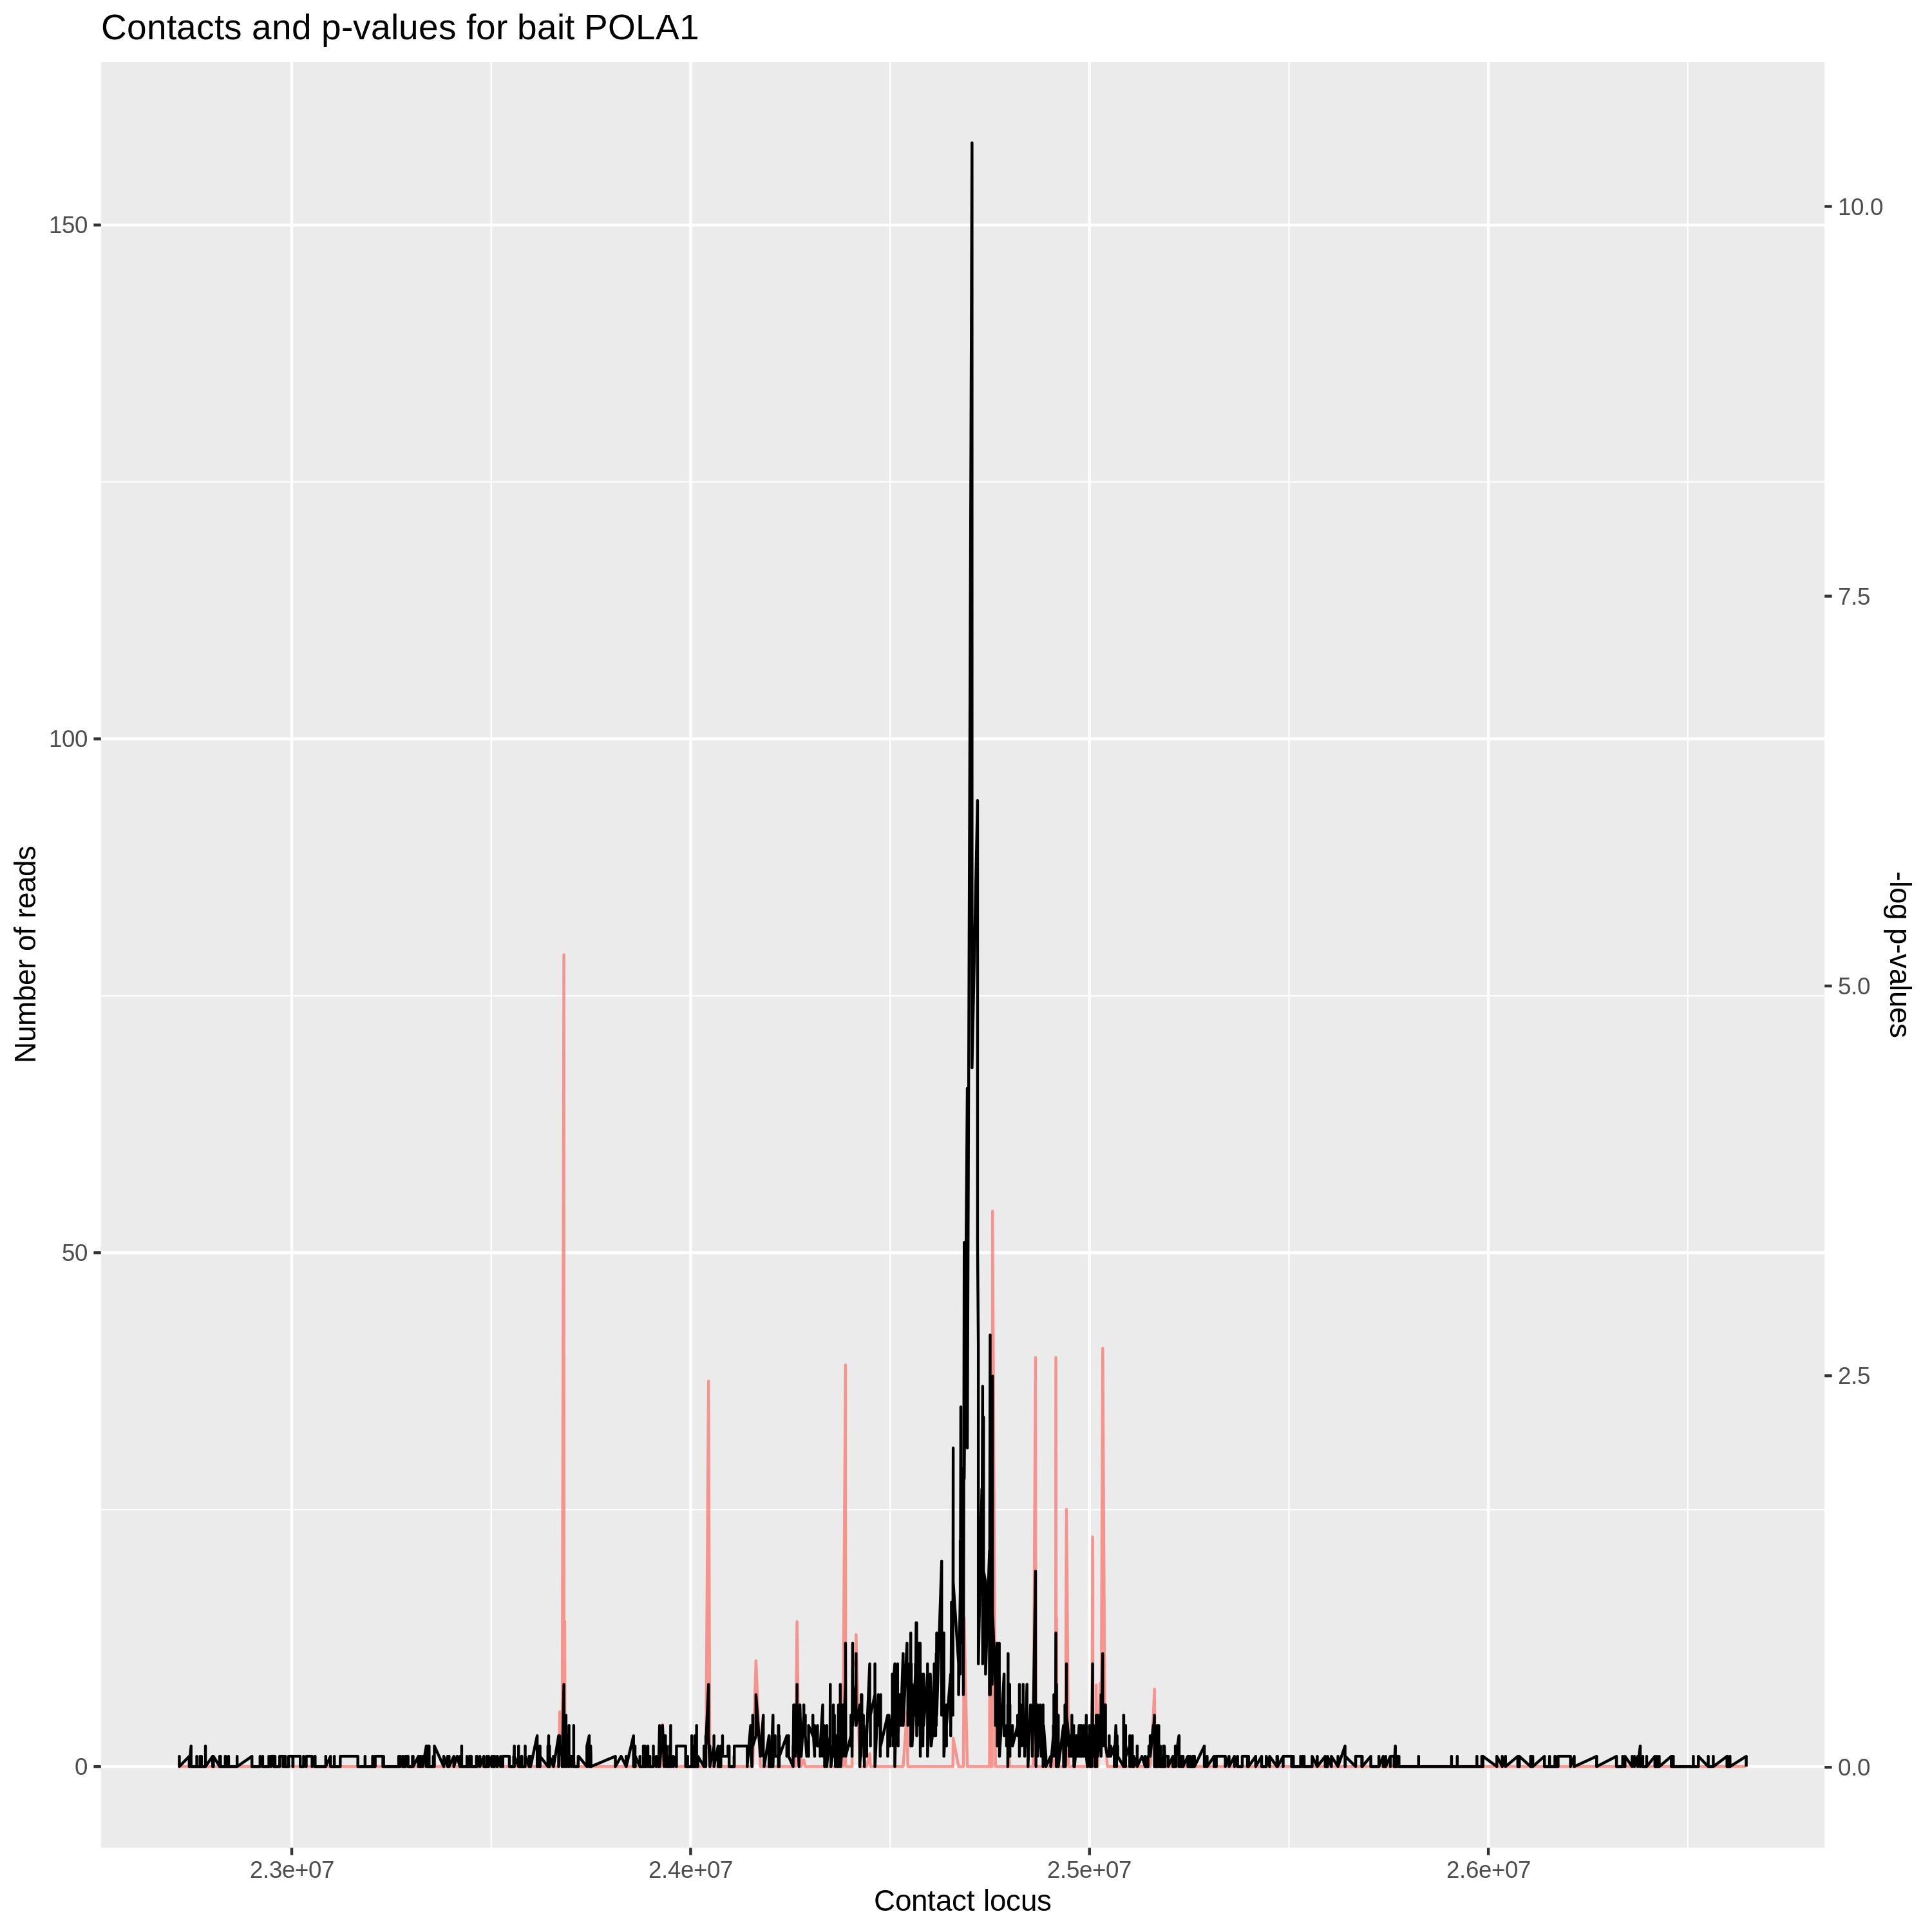 Contacts and p-values for bait POLA1
150
100
50
0
Number of reads
10.0
7.5
5.0
2.5
0.0
-log p-values
2.3e+07
2.4e+07
2.5e+07
2.6e+07
Contact locus